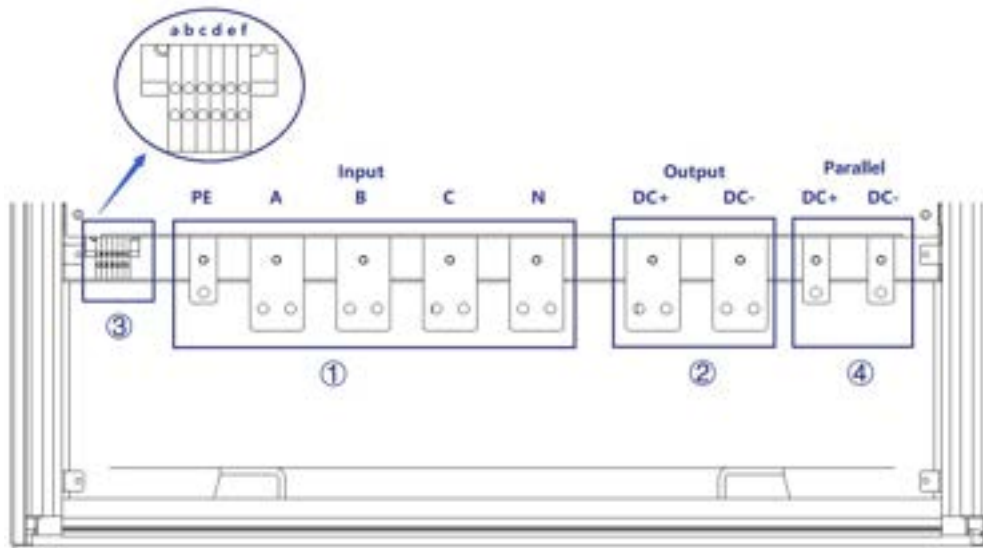 a b c d e f
Input Output Parallel
PE A B C N DC+ DC- DC+ DC-
③
① ② ④